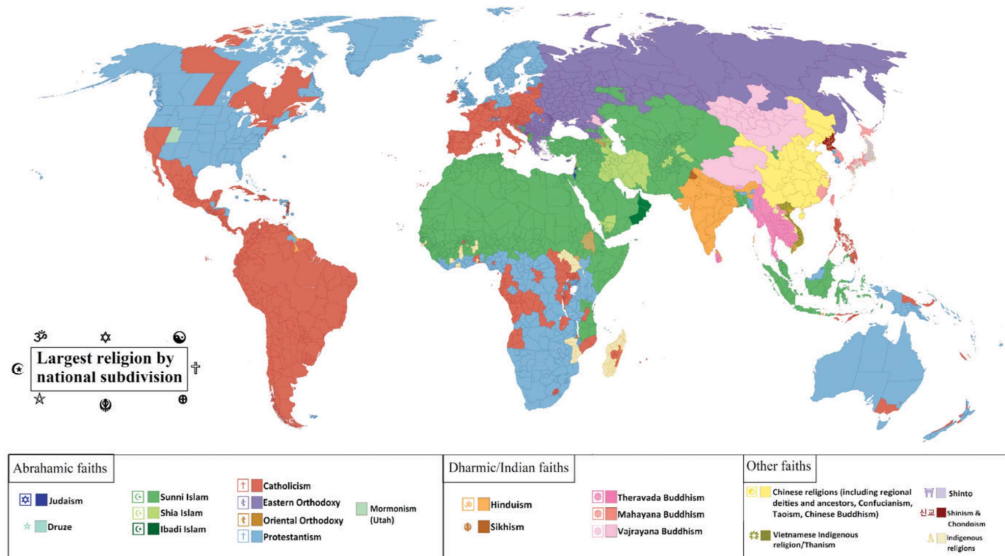 Largest religion by
national subdivision
Abrahamic faiths
Judaism
Druze
Sunni Islam
Shia Islam
Ibadi Islam
Catholicism
Eastern Orthodoxy
Oriental Orthodoxy
Protestantism
Mormonism
(Utah)
Dharmic/Indian faiths
Hinduism
Sikhism
Theravada Buddhism
Mahayana Buddhism
Vajrayana Buddhism
Other faiths
Chinese religions (including regional
deities and ancestors, Confucianism,
Taoism, Chinese Buddhism)
Vietnamese Indigenous
religion/Thanism
Shinto
신교
Shinism &
Chondoism
Indigenous
religions